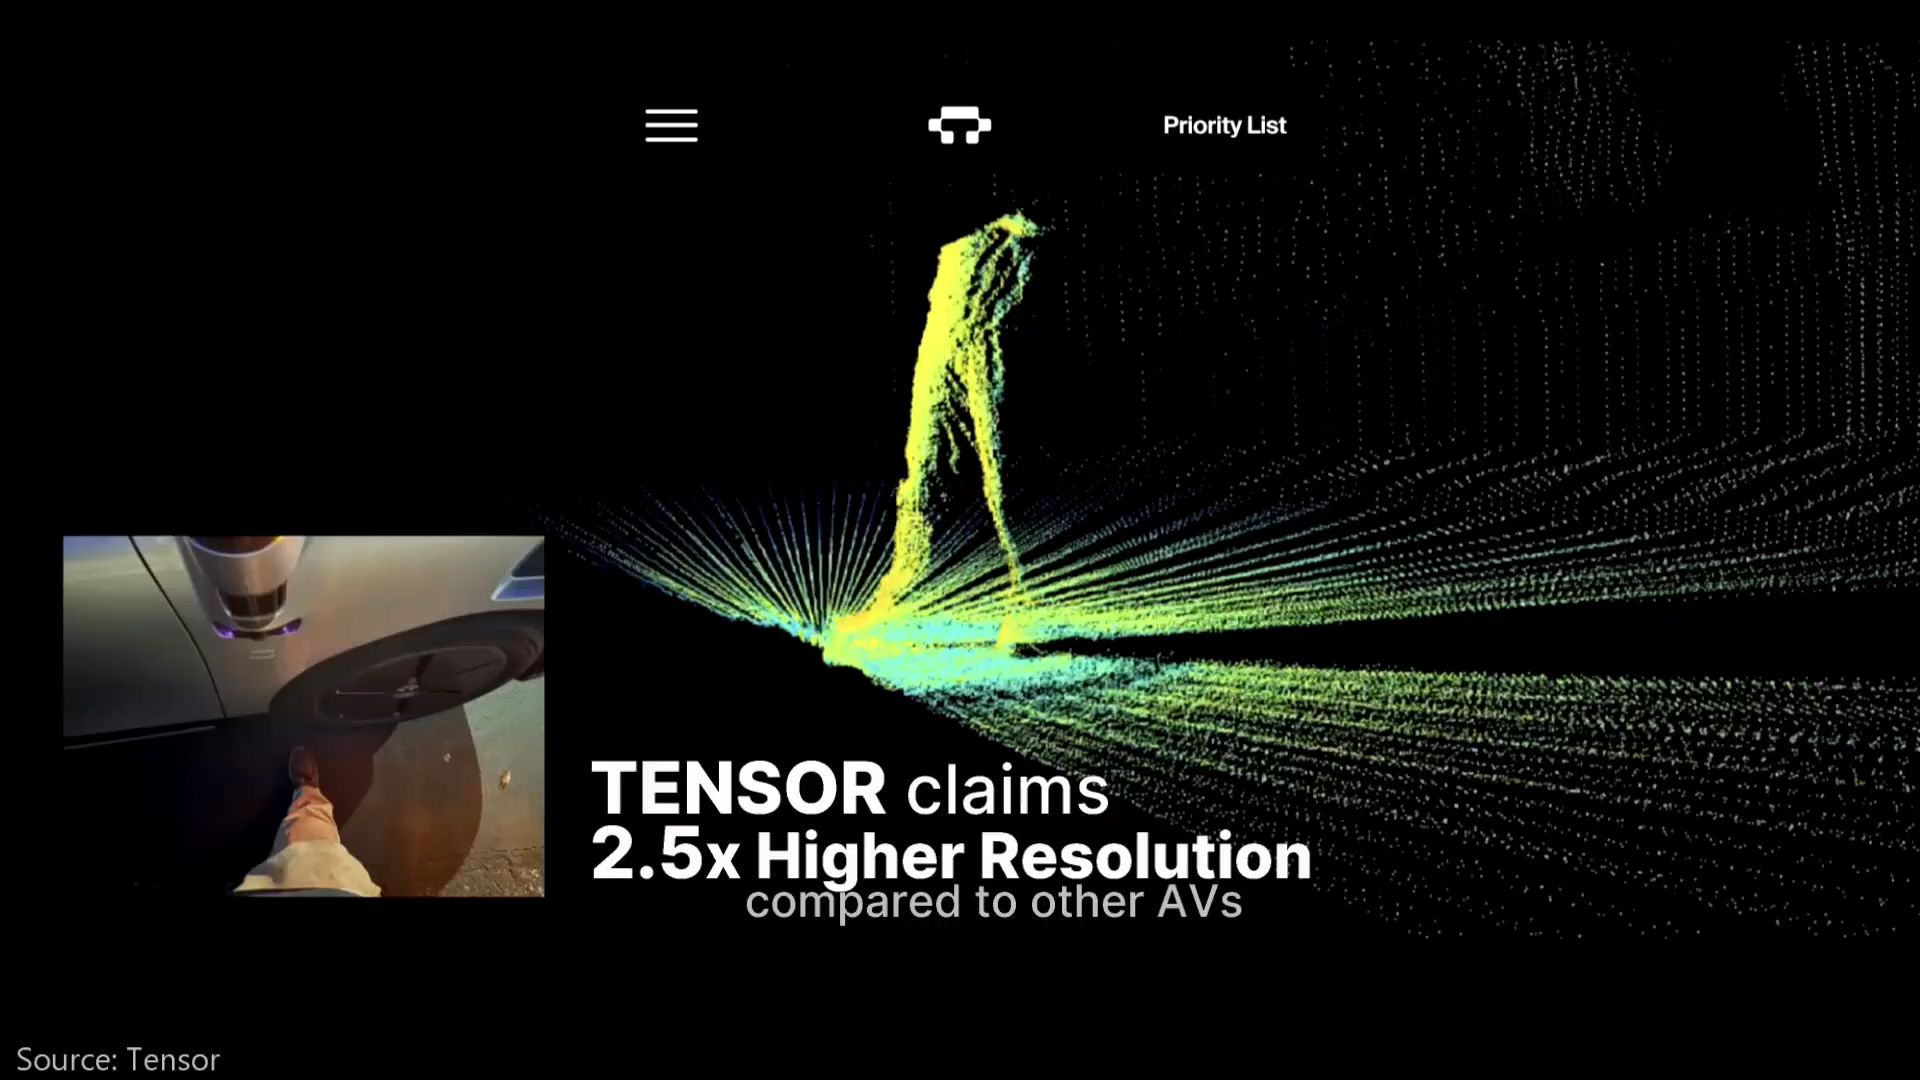 Priority List
TENSOR claims
2.5x Higher Resolution
compared to other AVs
Source: Tensor